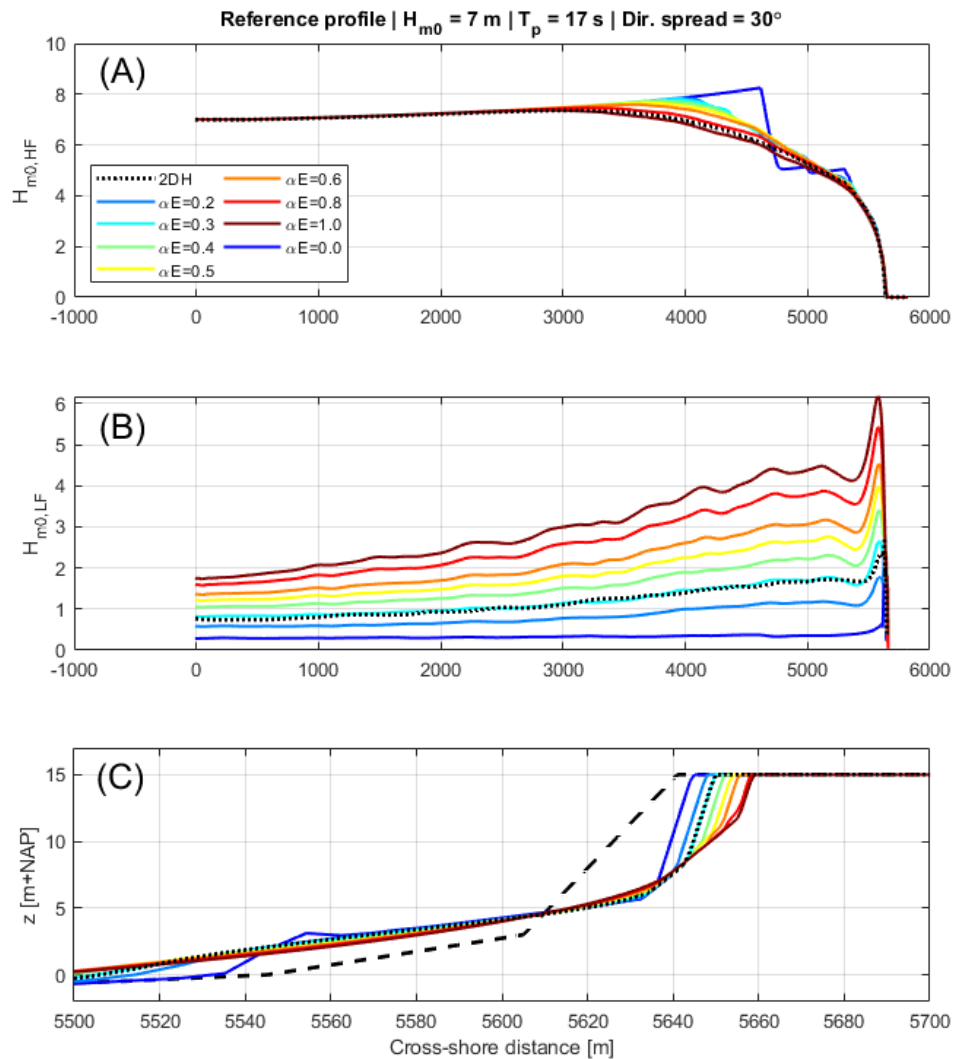 Reference profile | H_m0 = 7 m | T_p = 17 s | Dir. spread = 30°
(A)
10
8
6
4
2
0
H_m0,HF
2DH
αE=0.6
αE=0.2
αE=0.8
αE=0.3
αE=1.0
αE=0.4
αE=0.0
αE=0.5
-1000 0 1000 2000 3000 4000 5000 6000
(B)
6
5
4
3
2
1
0
H_m0,LF
-1000 0 1000 2000 3000 4000 5000 6000
(C)
15
10
5
0
z [m+NAP]
5500 5520 5540 5560 5580 5600 5620 5640 5660 5680 5700
Cross-shore distance [m]